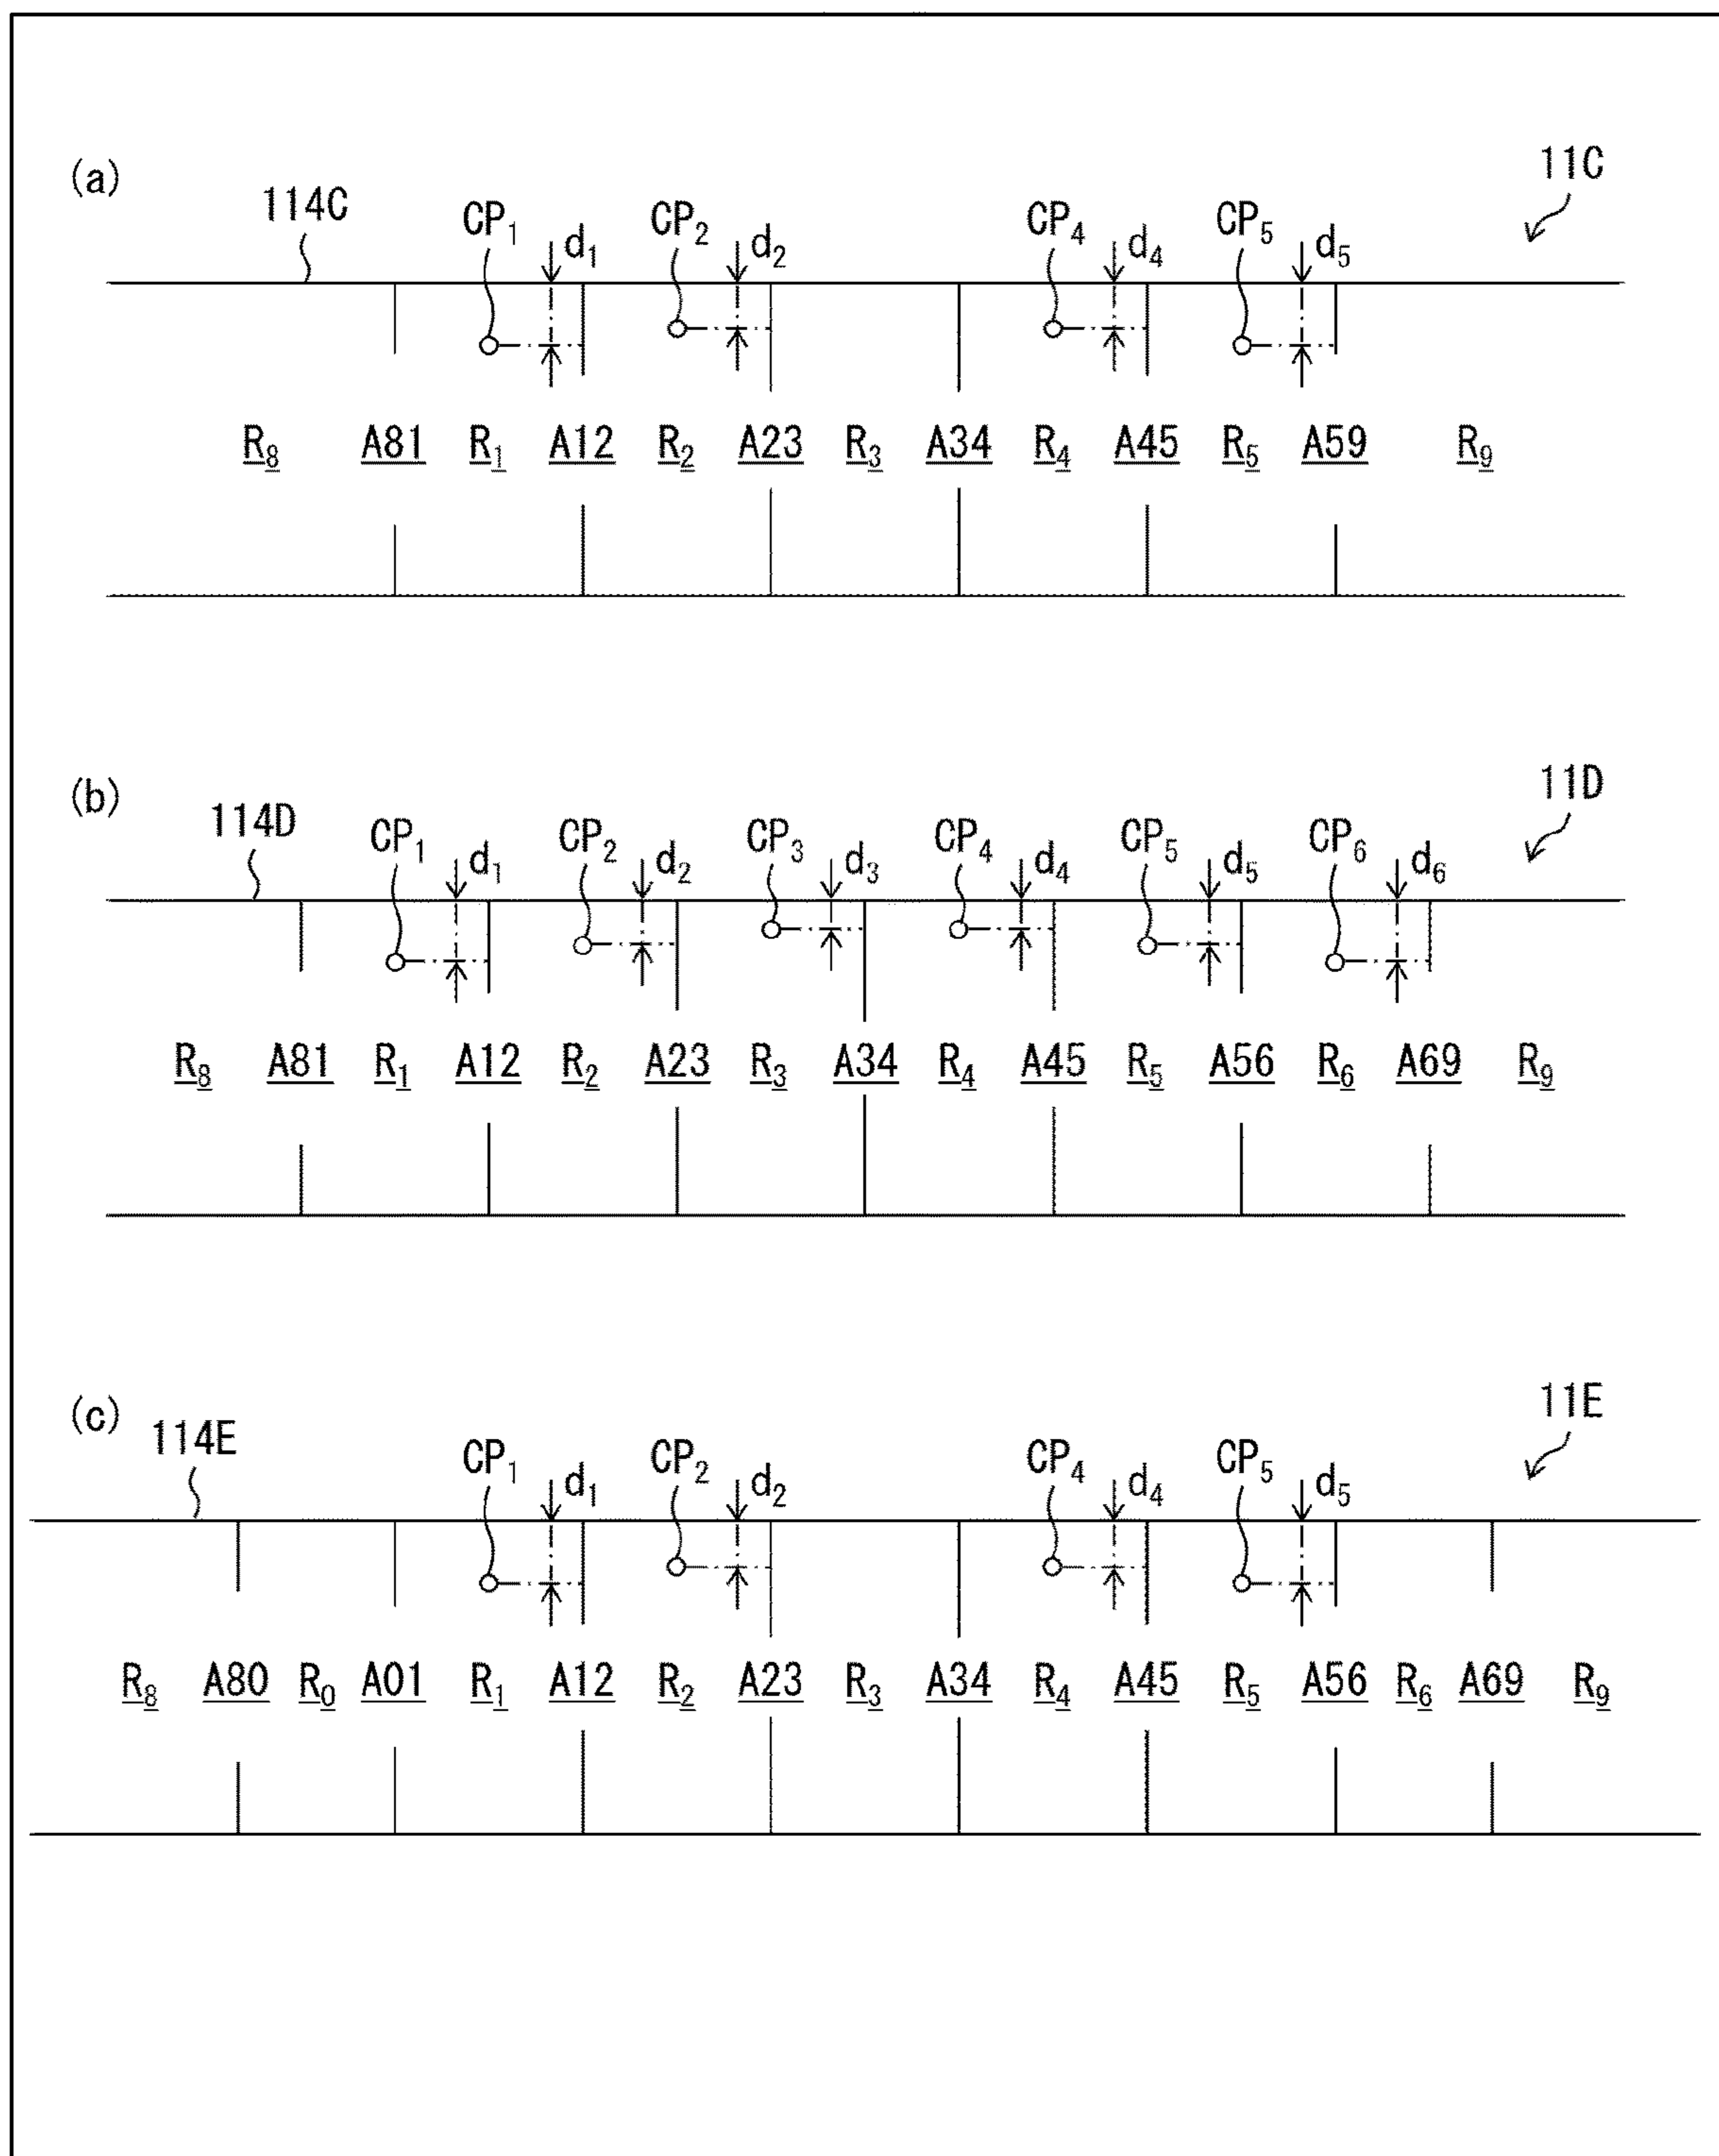 (a)
11C
114C CP₁ d₁ CP₂ d₂ CP₄ d₄ CP₅ d₅
R₈ A81 R₁ A12 R₂ A23 R₃ A34 R₄ A45 R₅ A59 R₉
(b)
11D
114D CP₁ d₁ CP₂ d₂ CP₃ d₃ CP₄ d₄ CP₅ d₅ CP₆ d₆
R₈ A81 R₁ A12 R₂ A23 R₃ A34 R₄ A45 R₅ A56 R₆ A69 R₉
(c)
11E
114E CP₁ d₁ CP₂ d₂ CP₄ d₄ CP₅ d₅
R₈ A80 R₀ A01 R₁ A12 R₂ A23 R₃ A34 R₄ A45 R₅ A56 R₆ A69 R₉